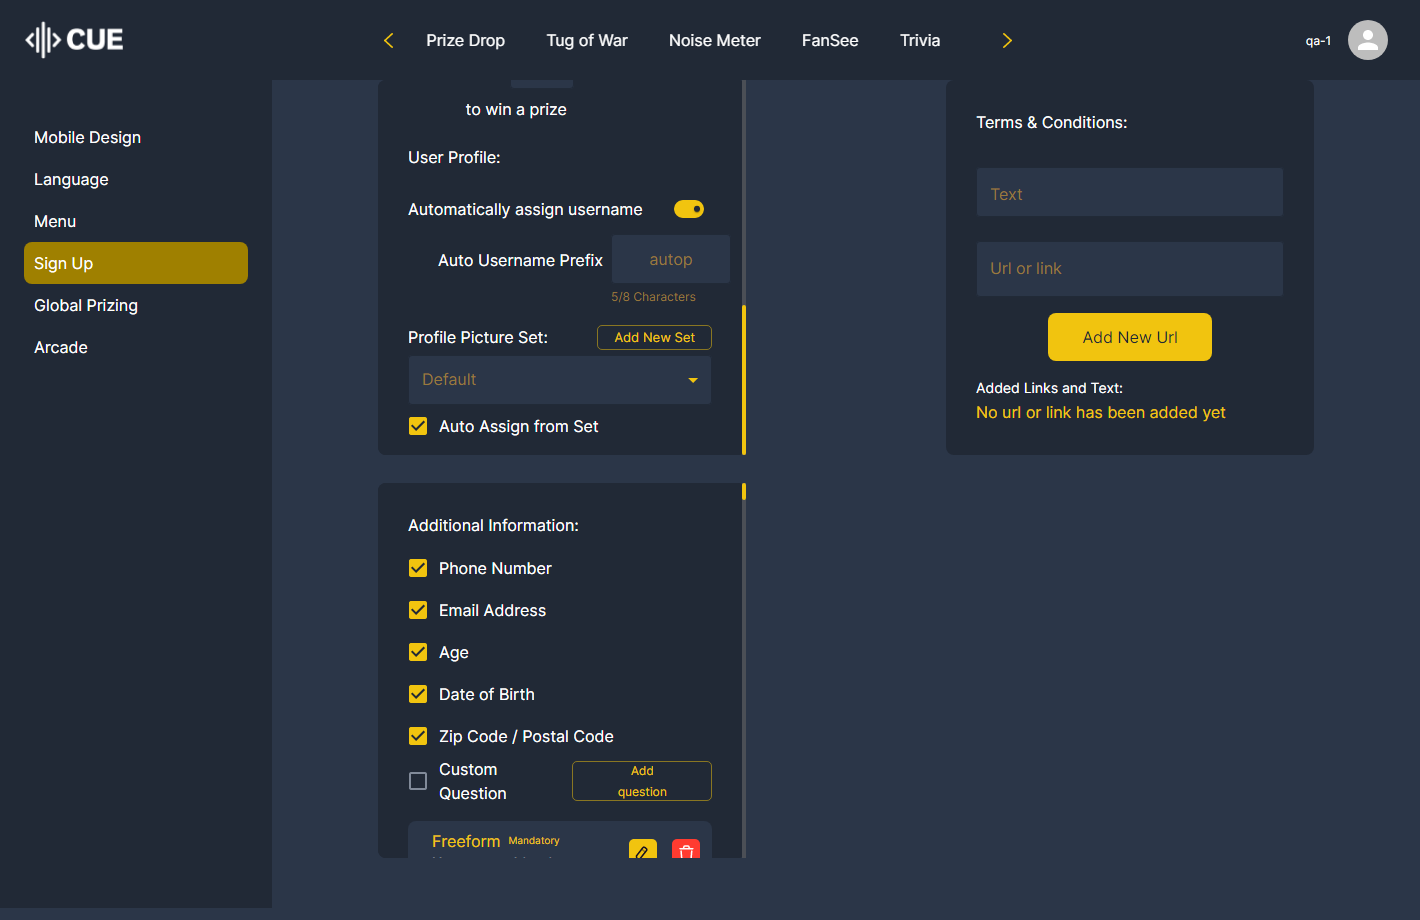 CUE
Prize Drop
Tug of War
Noise Meter
FanSee
Trivia
qa-1
Mobile Design
Language
Menu
Sign Up
Global Prizing
Arcade
to win a prize
User Profile:
Automatically assign username
Auto Username Prefix
autop
5/8 Characters
Profile Picture Set:
Add New Set
Default
Auto Assign from Set
Additional Information:
Phone Number
Email Address
Age
Date of Birth
Zip Code / Postal Code
Custom
Question
Add
question
Freeform Mandatory
Terms & Conditions:
Text
Url or link
Add New Url
Added Links and Text:
No url or link has been added yet